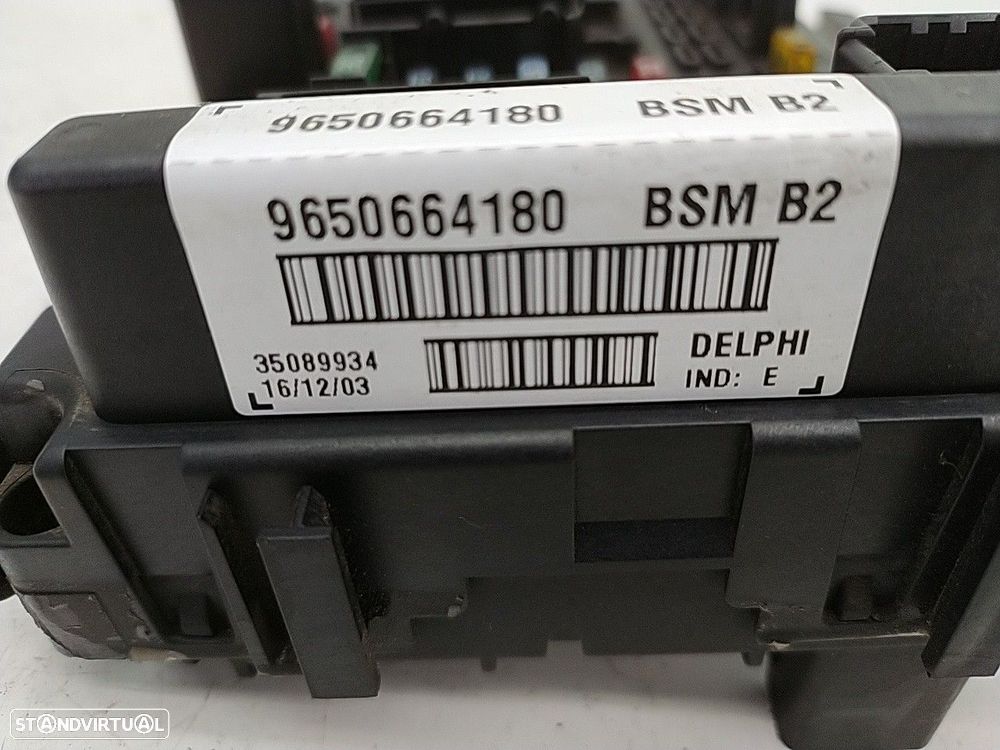 9650664180 BSM B2
9650664180 BSM B2
35089934 DELPHI
16/12/03 IND: E
STANDVIRTUAL